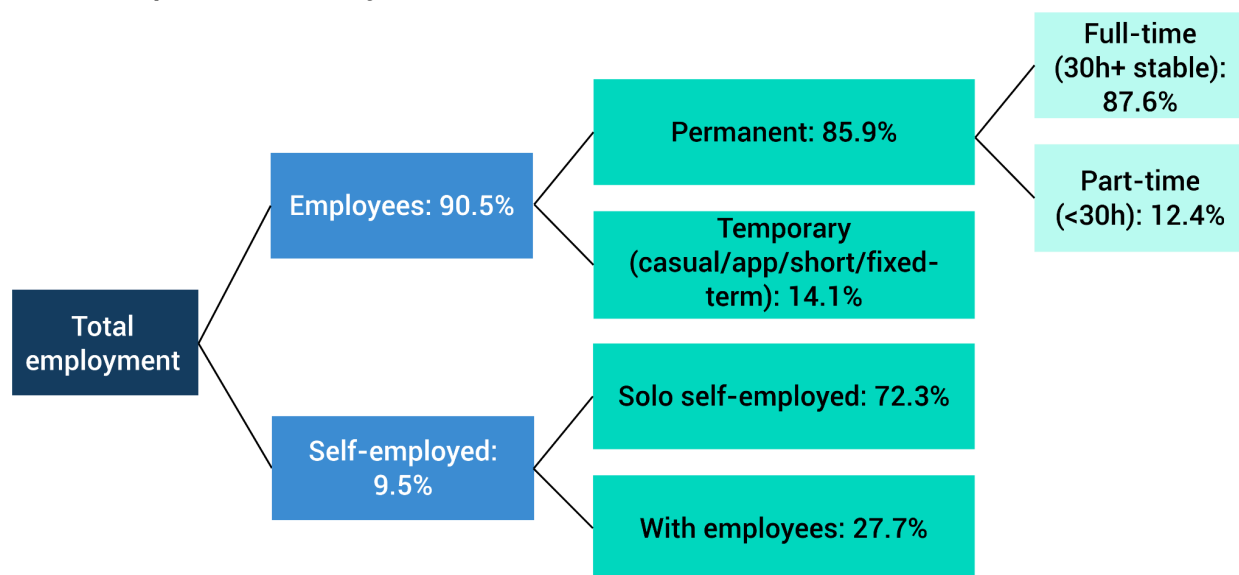 Full-time
(30h+ stable):
87.6%
Permanent: 85.9%
Part-time
(<30h): 12.4%
Employees: 90.5%
Temporary
(casual/app/short/fixed-
term): 14.1%
Total
employment
Solo self-employed: 72.3%
Self-employed:
9.5%
With employees: 27.7%